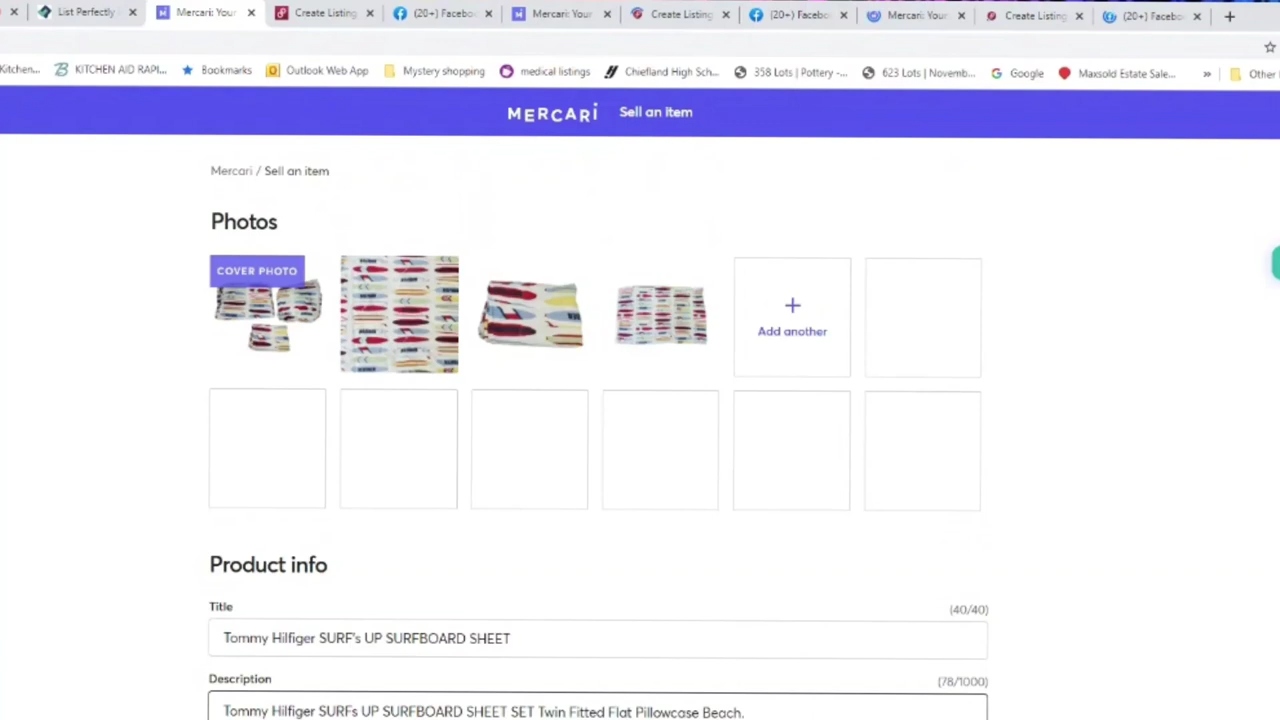 List Perfectly
Mercari: Your
Create Listing
(20+) Facebo
Mercari: Your
Create Listing
(20+) Facebo
Mercari: Your
Create Listing
(20+) Facebo
Kitchen...
KITCHEN AID RAPI...
Bookmarks
Outlook Web App
Mystery shopping
medical listings
Chiefland High Sch...
358 Lots | Pottery -...
623 Lots | Novemb...
Google
Maxsold Estate Sale...
»
Other
MERCARI
Sell an item
Mercari / Sell an item
Photos
COVER PHOTO
Add another
Product info
Title
(40/40)
Tommy Hilfiger SURF's UP SURFBOARD SHEET
Description
(78/1000)
Tommy Hilfiger SURFs UP SURFBOARD SHEET SET Twin Fitted Flat Pillowcase Beach.